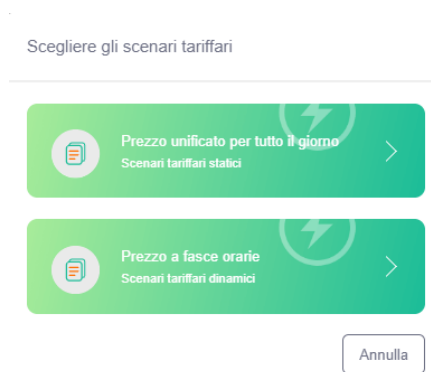 Scegliere gli scenari tariffari
Prezzo unificato per tutto il giorno
Scenari tariffari statici
Prezzo a fasce orarie
Scenari tariffari dinamici
Annulla